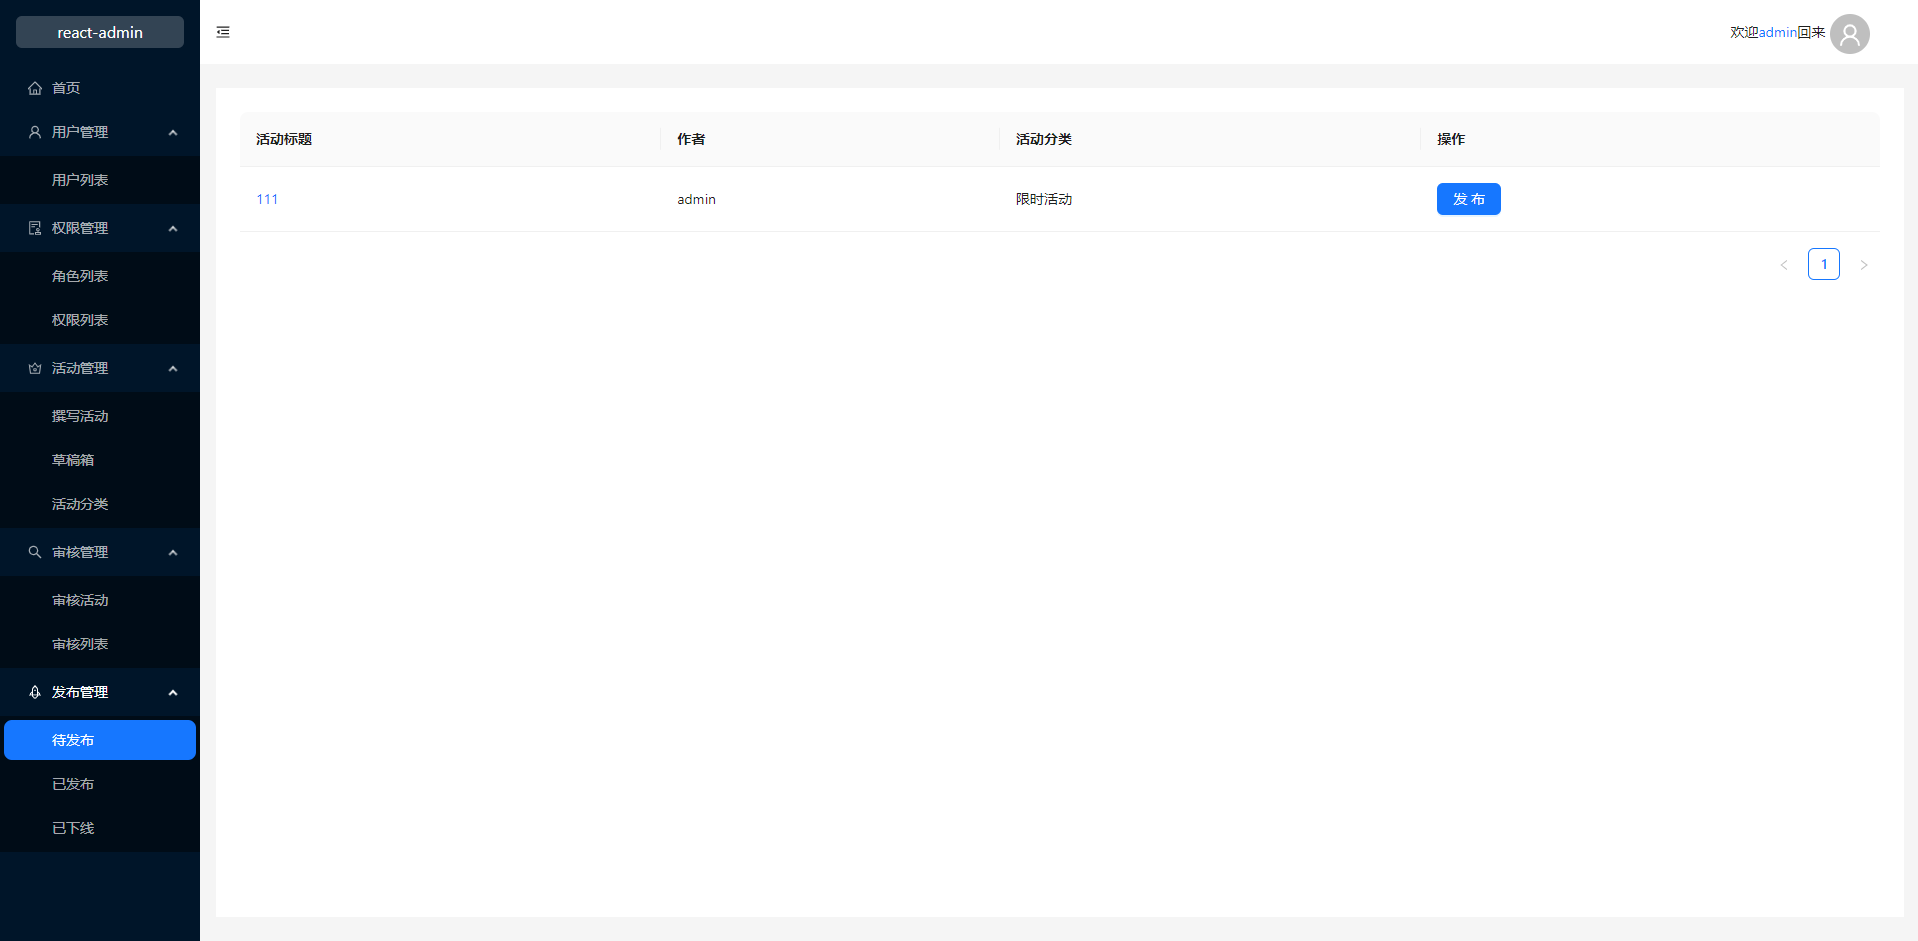 react-admin
首页
用户管理
用户列表
权限管理
角色列表
权限列表
活动管理
撰写活动
草稿箱
活动分类
审核管理
审核活动
审核列表
发布管理
待发布
已发布
已下线
欢迎admin回来
活动标题 作者 活动分类 操作
111 admin 限时活动 发 布
1